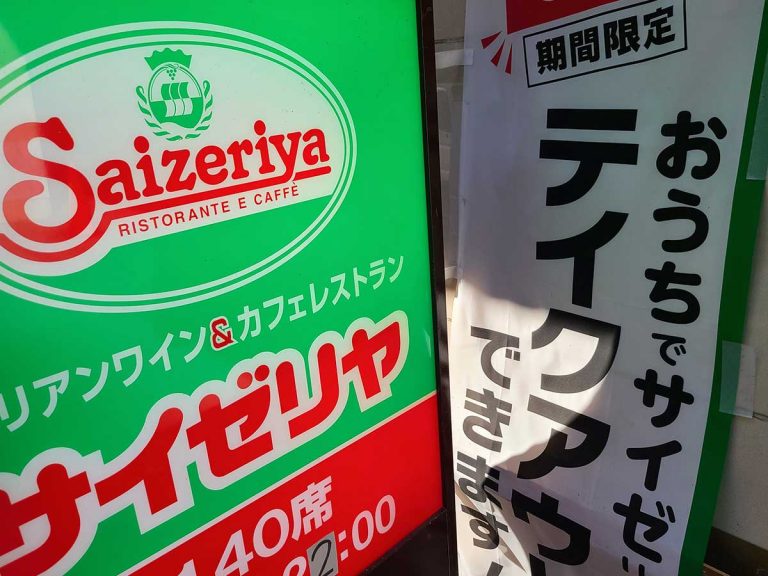 Saizeriya
RISTORANTE E CAFFÈ
リアンワイン&カフェレストラン
サイゼリヤ
140席
2:00
期間限定
おうちでサイゼ
テイクアウ
できます